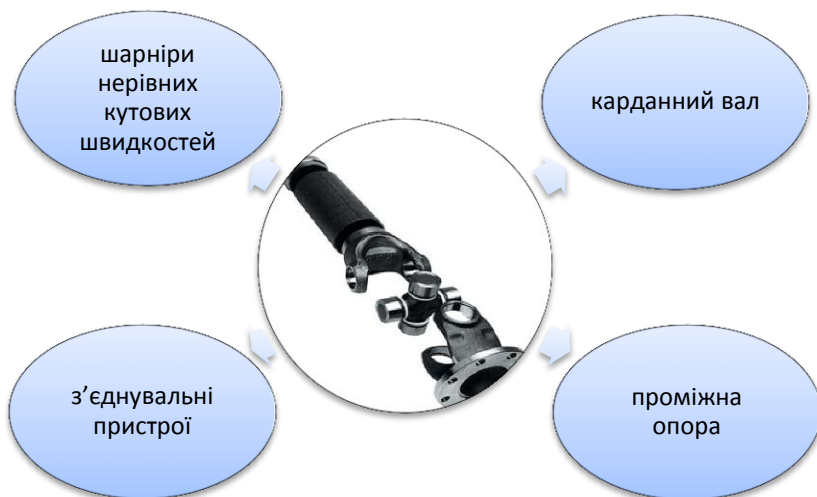 шарніри
нерівних
кутових
швидкостей
карданний вал
з’єднувальні
пристрої
проміжна
опора